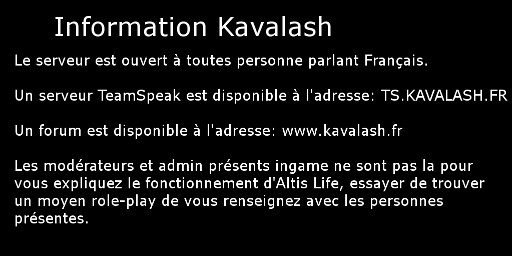 Information Kavalash
Le serveur est ouvert à toutes personne parlant Français.
Un serveur TeamSpeak est disponible à l'adresse: TS.KAVALASH.FR
Un forum est disponible à l'adresse: www.kavalash.fr
Les modérateurs et admin présents ingame ne sont pas la pour
vous expliquez le fonctionnement d'Altis Life, essayer de trouver
un moyen role-play de vous renseignez avec les personnes
présentes.